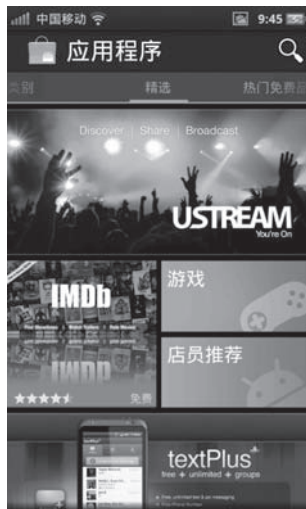 中国移动
9:45
应用程序
类别
精选
热门免费
Discover | Share | Broadcast
USTREAM
You're On
IMDb
游戏
店员推荐
免费
textPlus
free + unlimited + groups